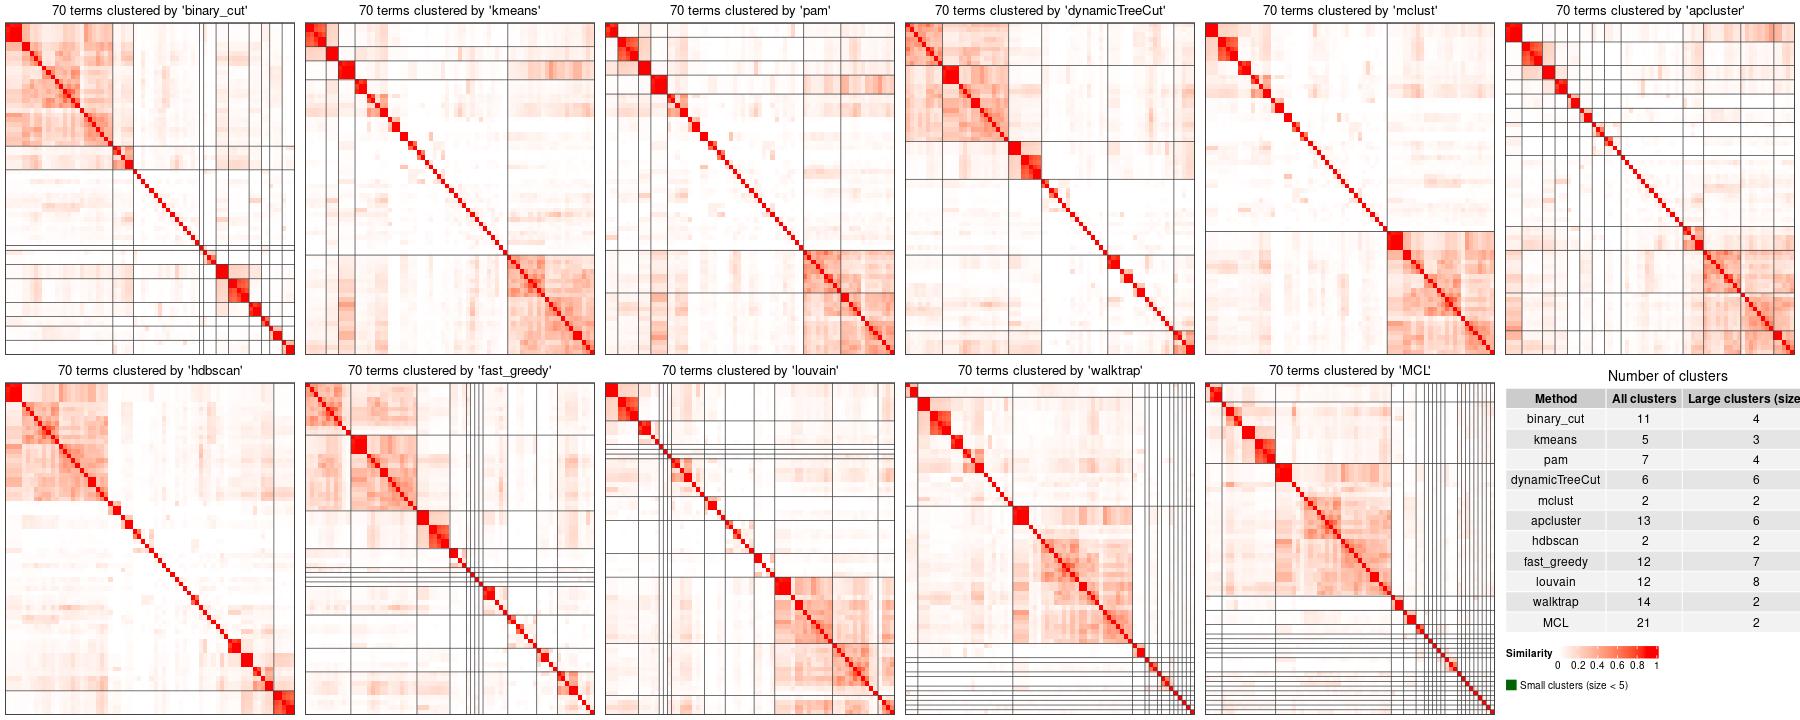 70 terms clustered by 'binary_cut'
70 terms clustered by 'kmeans'
70 terms clustered by 'pam'
70 terms clustered by 'dynamicTreeCut'
70 terms clustered by 'mclust'
70 terms clustered by 'apcluster'
70 terms clustered by 'hdbscan'
70 terms clustered by 'fast_greedy'
70 terms clustered by 'louvain'
70 terms clustered by 'walktrap'
70 terms clustered by 'MCL'
Number of clusters
Method All clusters Large clusters (size
binary_cut 11 4
kmeans 5 3
pam 7 4
dynamicTreeCut 6 6
mclust 2 2
apcluster 13 6
hdbscan 2 2
fast_greedy 12 7
louvain 12 8
walktrap 14 2
MCL 21 2
Similarity
0 0.2 0.4 0.6 0.8 1
Small clusters (size < 5)